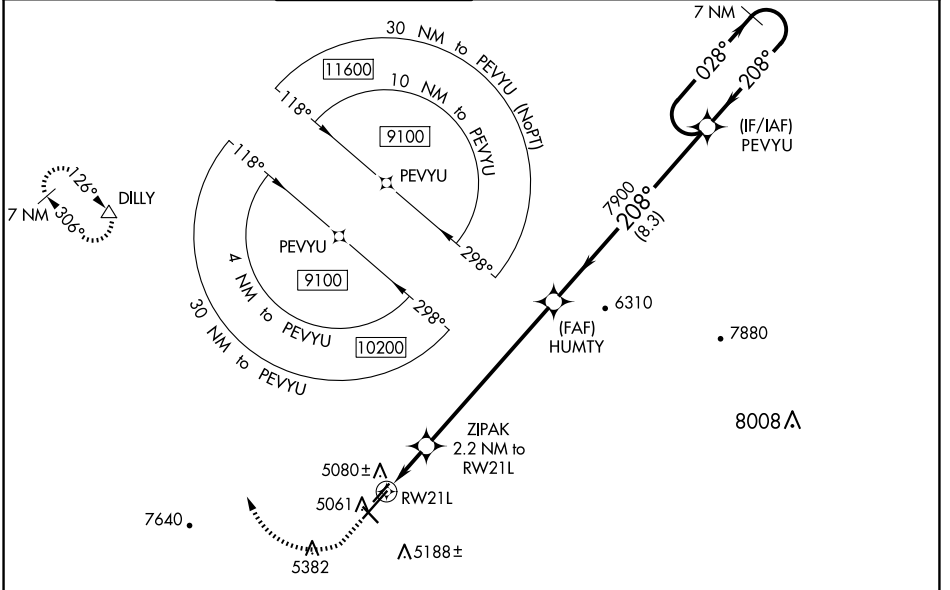 7 NM
028°
208°
(IF/IAF)
PEVYU
30 NM to PEVYU (NoPT)
11600
118°
10 NM to PEVYU
9100
PEVYU
298°
118°
PEVYU
9100
4 NM to PEVYU
298°
10200
30 NM to PEVYU
126°
DILLY
7 NM
306°
7900
208°
(8.3)
6310
(FAF)
HUMTY
7880
8008
ZIPAK
2.2 NM to
RW21L
5080±
RW21L
5061
7640
5382
5188±